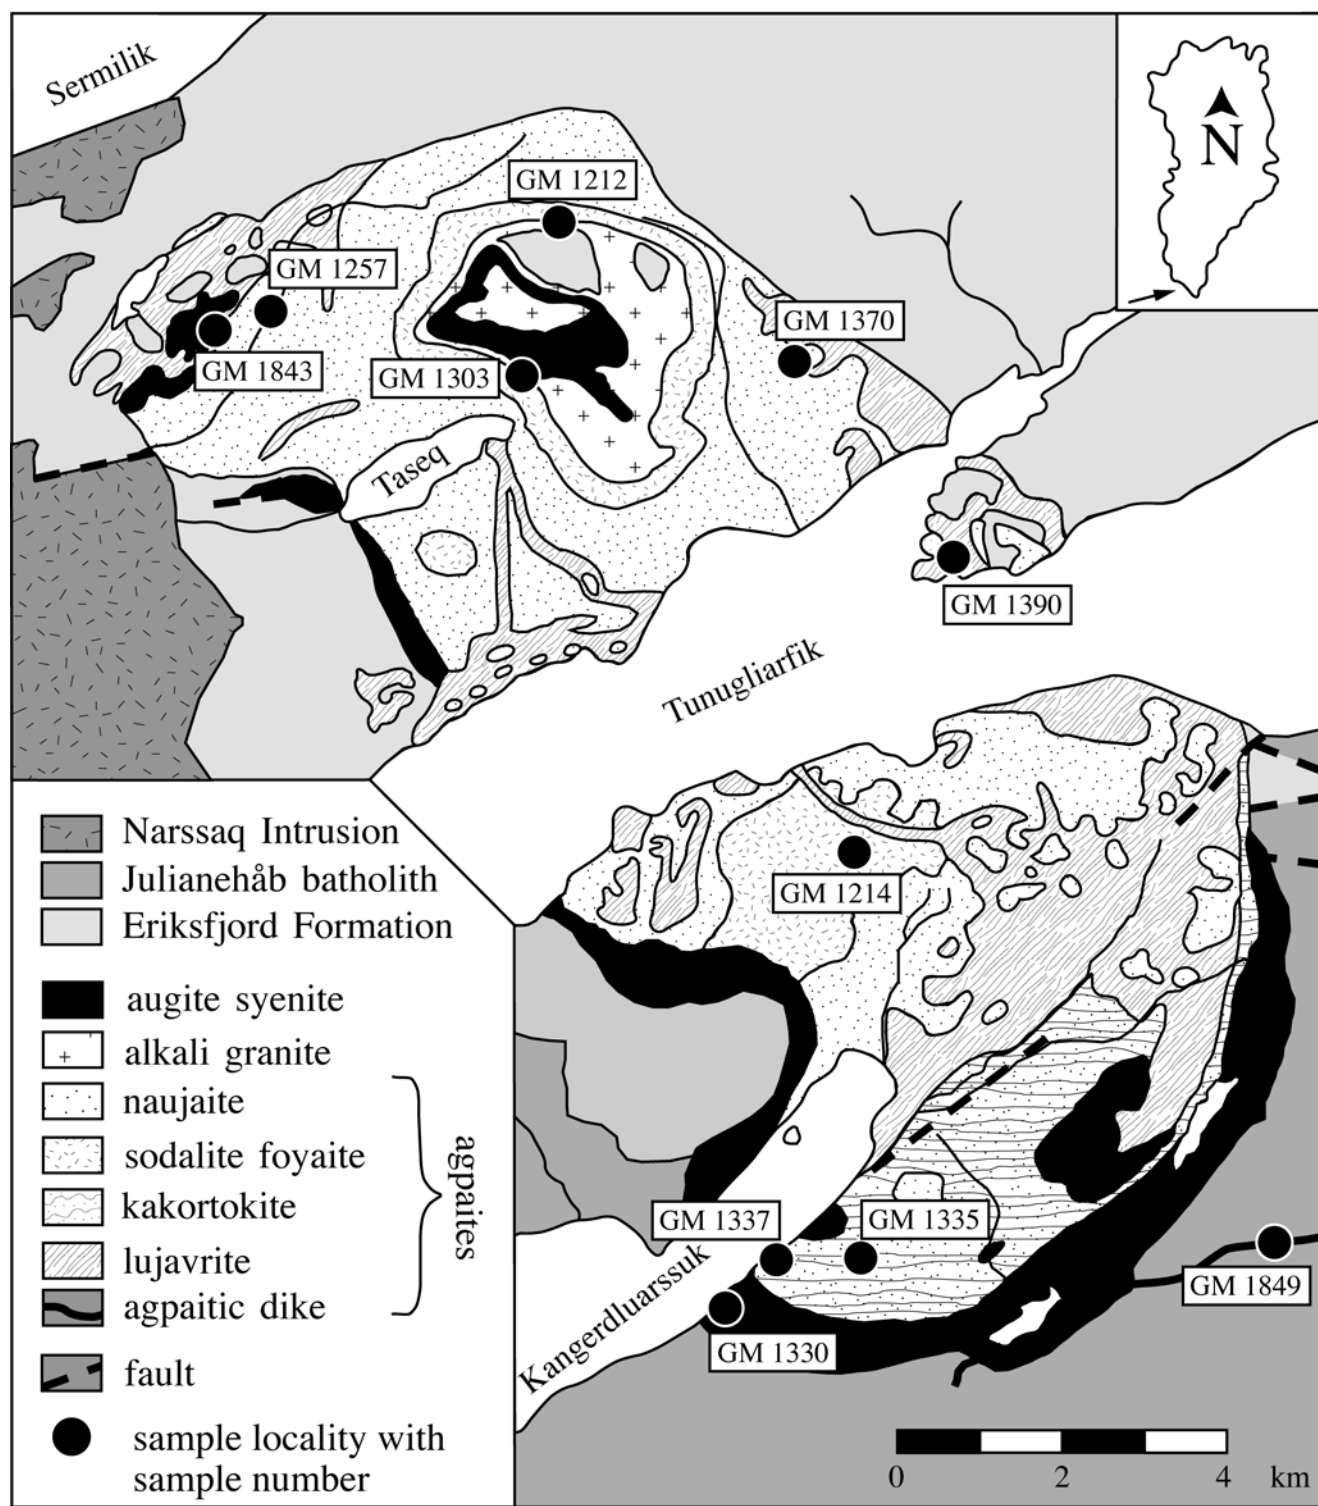 Sermilik
N
GM 1212
GM 1257
GM 1370
GM 1843
GM 1303
Taseq
GM 1390
Tunugliarfik
Narssaq Intrusion
Julianehåb batholith
Eriksfjord Formation
augite syenite
alkali granite
naujaite
sodalite foyaite
kakortokite
lujavrite
agpaitic dike
agpaites
fault
sample locality with
sample number
GM 1214
GM 1337
GM 1335
GM 1849
GM 1330
Kangerdluarssuk
0 2 4 km